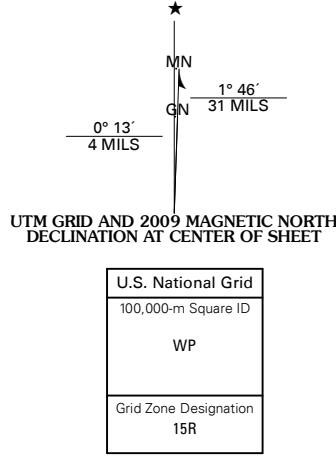 ★
MN
1° 46´
GN
31 MILS
0° 13´
4 MILS
UTM GRID AND 2009 MAGNETIC NORTH
DECLINATION AT CENTER OF SHEET
U.S. National Grid
100,000-m Square ID
WP
Grid Zone Designation
15R